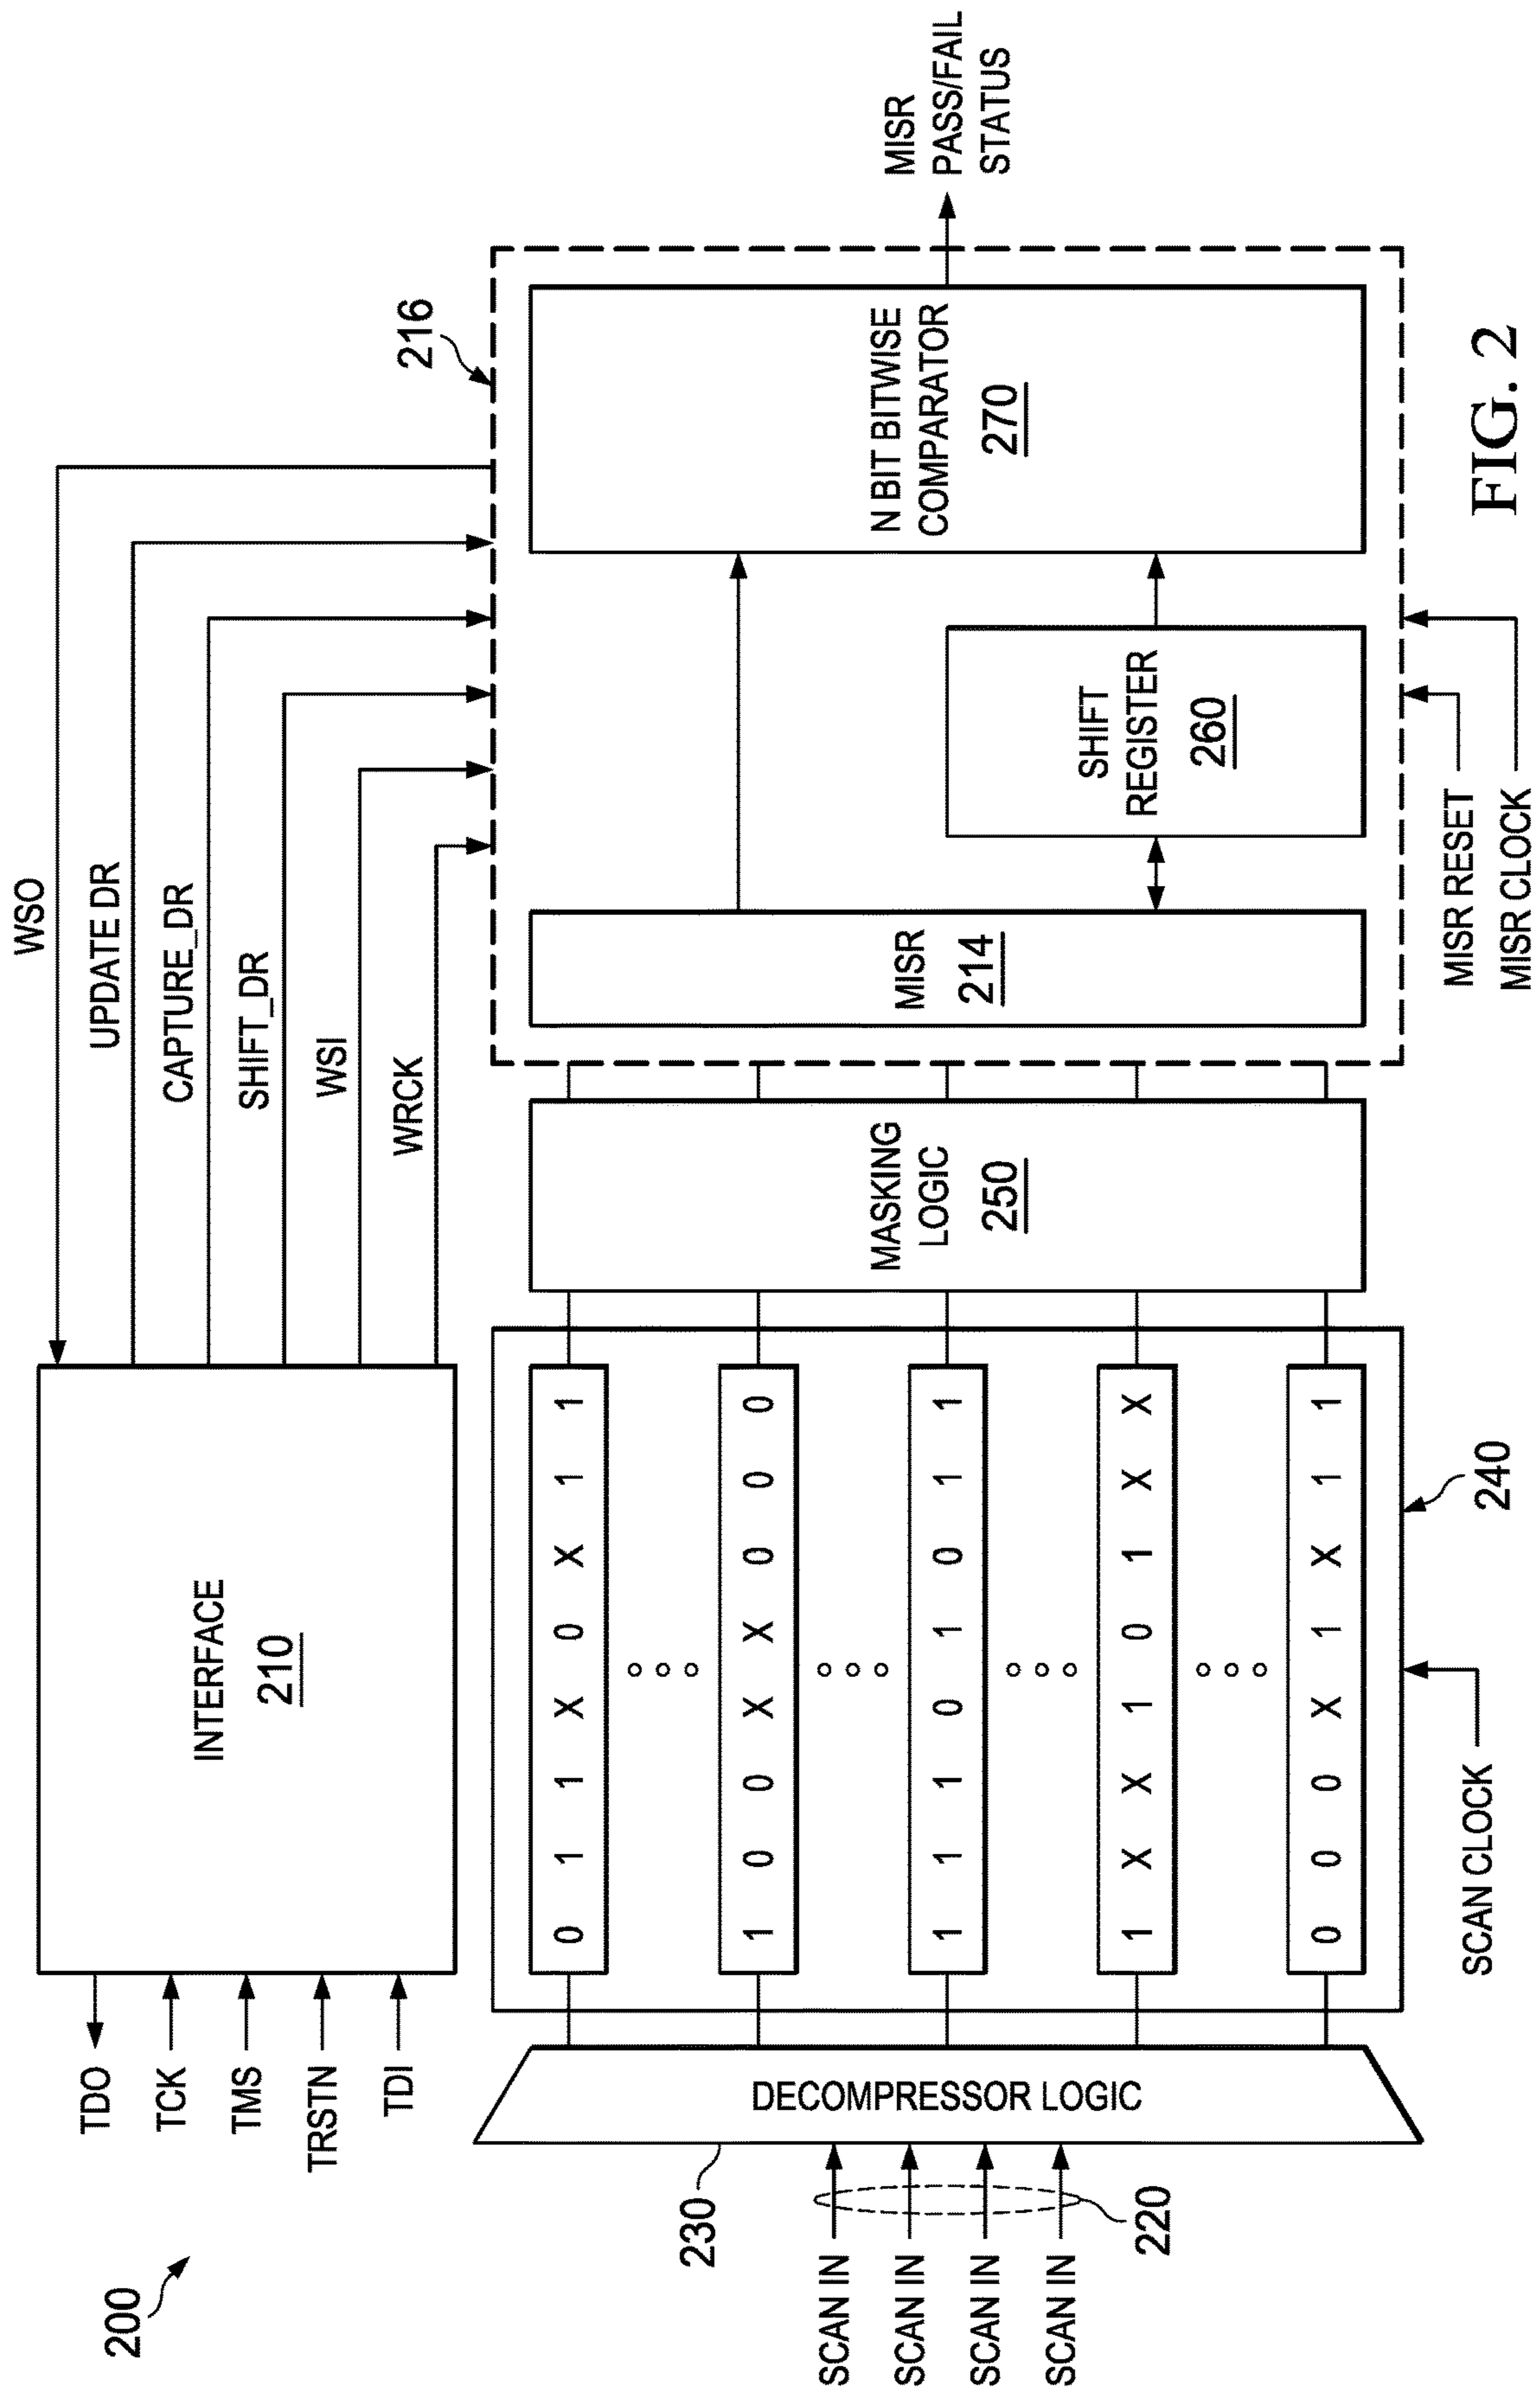 200
TDO
TCK
TMS
TRSTN
TDI
INTERFACE
210
WSO
UPDATE DR
CAPTURE_DR
SHIFT_DR
WSI
WRCK
216
230
SCAN IN
SCAN IN
SCAN IN
SCAN IN
220
DECOMPRESSOR LOGIC
0 1 1 X 0 X 1 1
1 0 0 X X 0 0 0
1 1 1 0 1 0 1 1
1 X X 1 0 1 X X
0 0 0 X 1 X 1 1
SCAN CLOCK
240
MASKING
LOGIC
250
MISR
214
SHIFT
REGISTER
260
N BIT BITWISE
COMPARATOR
270
MISR
PASS/FAIL
STATUS
MISR RESET
MISR CLOCK
FIG. 2